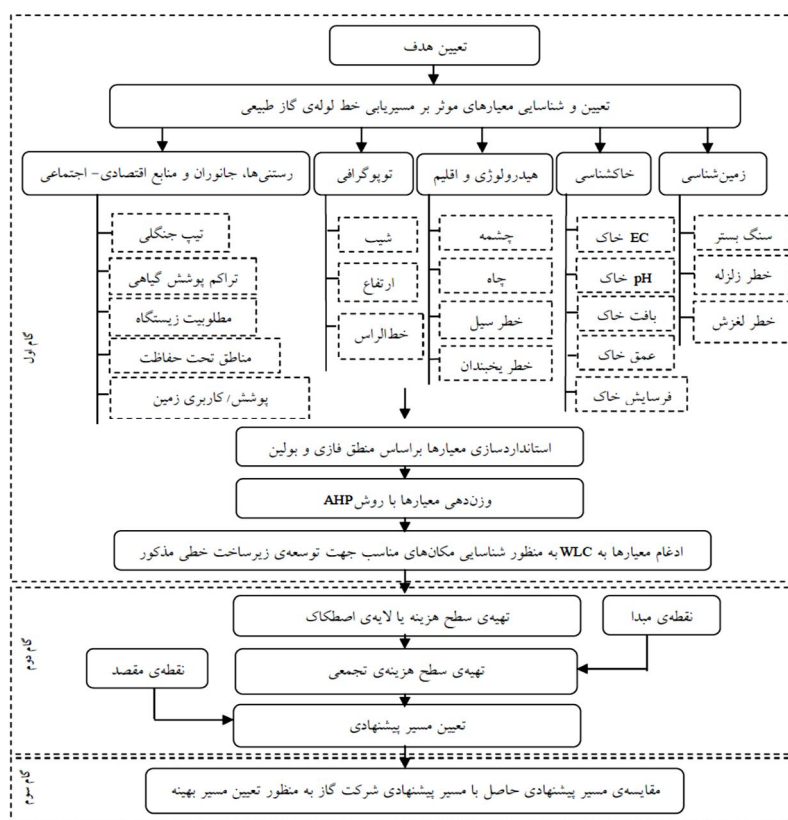 تعیین هدف
تعیین و شناسایی معیارهای موثر بر مسیریابی خط لوله‌ی گاز طبیعی
زمین‌شناسی
سنگ بستر
خطر زلزله
خطر لغزش
خاکشناسی
EC خاک
pH خاک
بافت خاک
عمق خاک
فرسایش خاک
هیدرولوژی و اقلیم
چشمه
چاه
خطر سیل
خطر یخبندان
توپوگرافی
شیب
ارتفاع
خط‌الراس
رستنی‌ها، جانوران و منابع اقتصادی- اجتماعی
تیپ جنگلی
تراکم پوشش گیاهی
مطلوبیت زیستگاه
مناطق تحت حفاظت
پوشش/ کاربری زمین
استانداردسازی معیارها براساس منطق فازی و بولین
وزن‌دهی معیارها با روش AHP
ادغام معیارها به WLC به منظور شناسایی مکان‌های مناسب جهت توسعه‌ی زیرساخت خطی مذکور
گام اول
تهیه‌ی سطح هزینه یا لایه‌ی اصطکاک
نقطه‌ی مبدا
تهیه‌ی سطح هزینه‌ی تجمعی
نقطه‌ی مقصد
تعیین مسیر پیشنهادی
گام دوم
مقایسه‌ی مسیر پیشنهادی حاصل با مسیر پیشنهادی شرکت گاز به منظور تعیین مسیر بهینه
گام سوم